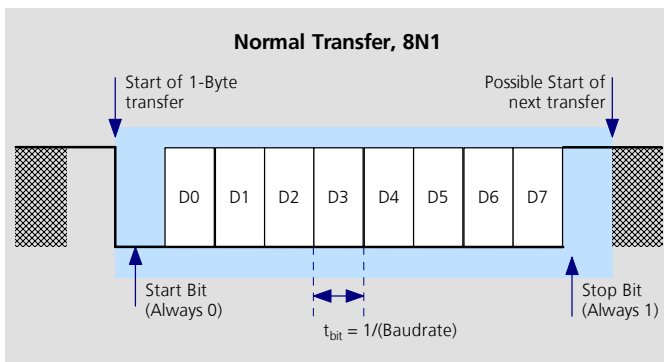 Normal Transfer, 8N1
Start of 1-Byte
transfer
Possible Start of
next transfer
D0 D1 D2 D3 D4 D5 D6 D7
Start Bit
(Always 0)
t_bit = 1/(Baudrate)
Stop Bit
(Always 1)